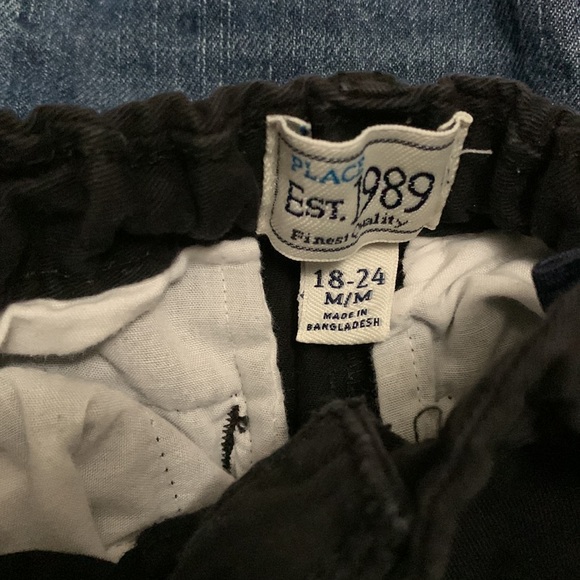 PLACE
EST. 1989
Finest Quality
18-24
M/M
MADE IN
BANGLADESH